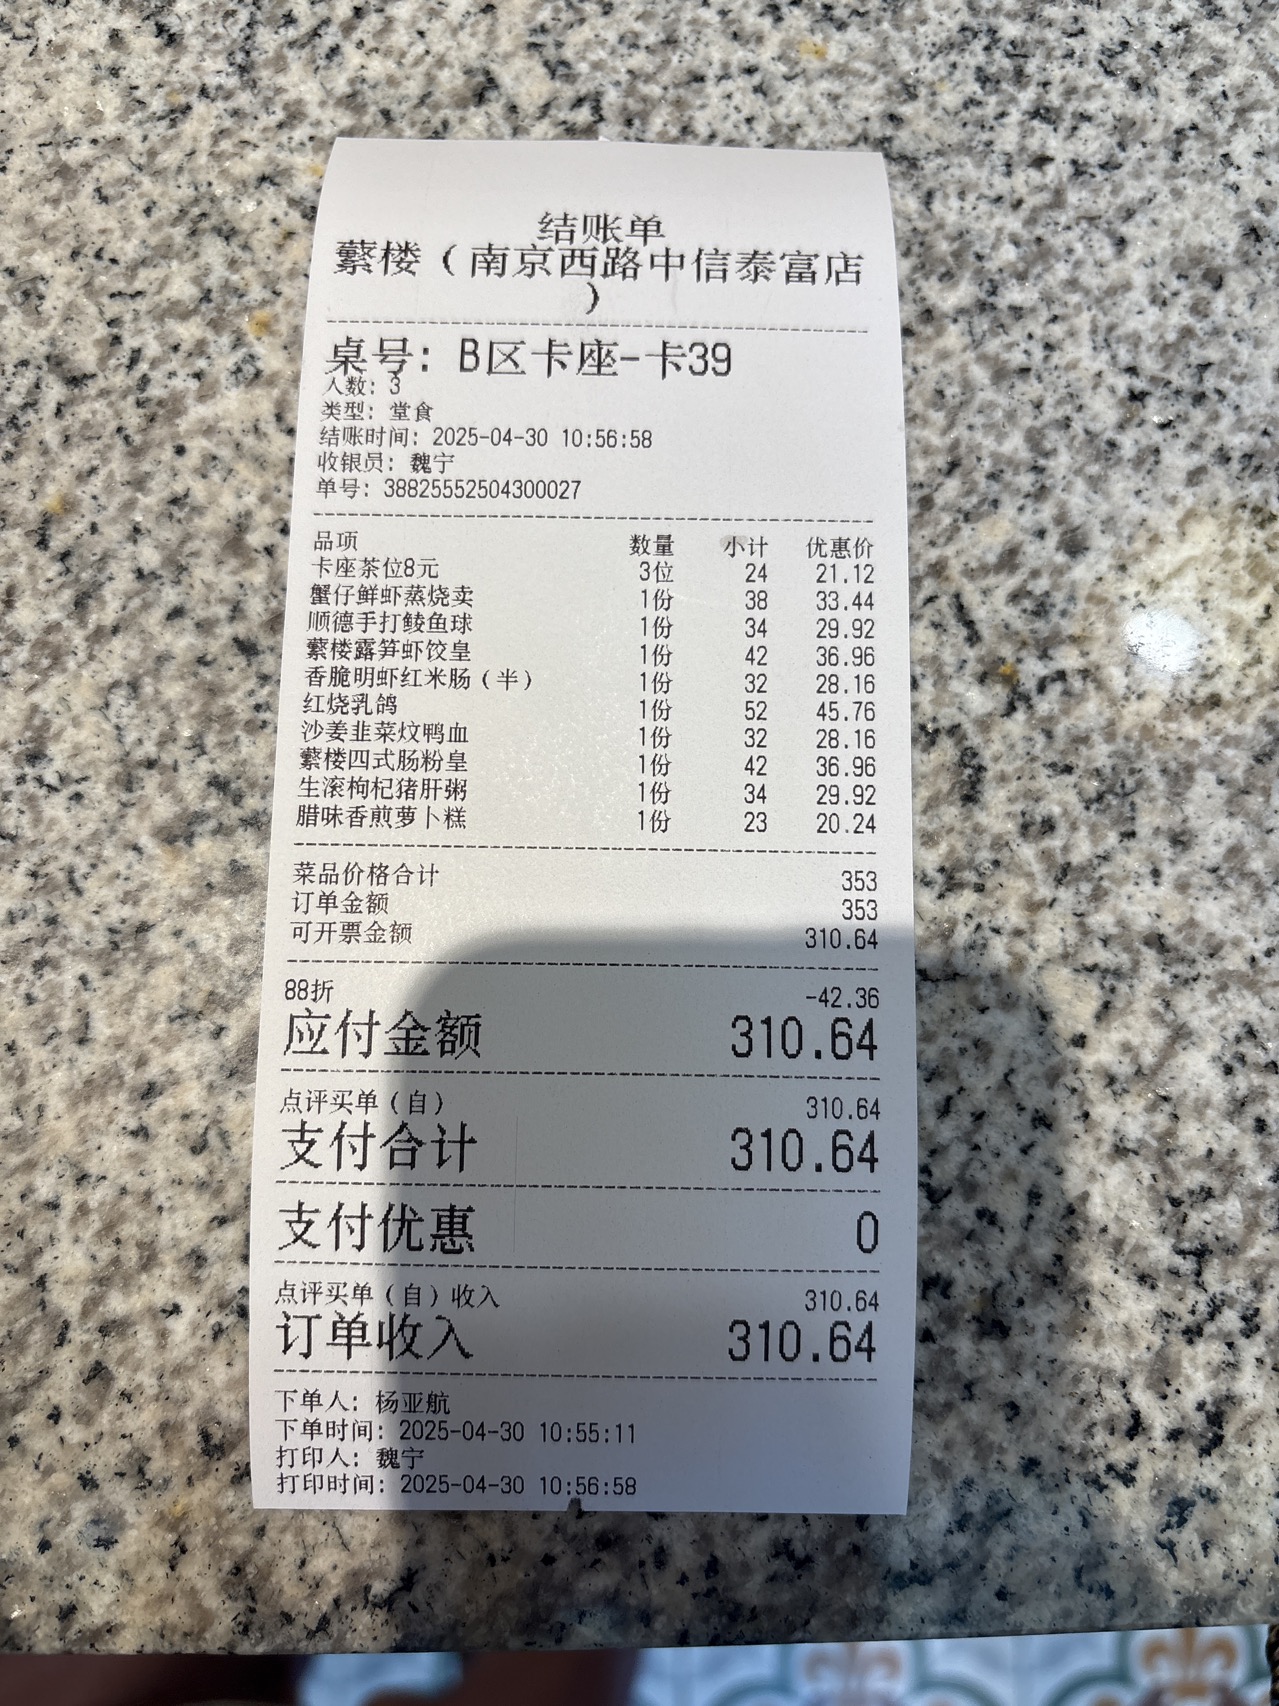 结账单
蘩楼（南京西路中信泰富店
）
桌号：B区卡座-卡39
人数：3
类型：堂食
结账时间：2025-04-30 10:56:58
收银员：魏宁
单号：38825552504300027
品项 数量 小计 优惠价
卡座茶位8元 3位 24 21.12
蟹仔鲜虾蒸烧卖 1份 38 33.44
顺德手打鲮鱼球 1份 34 29.92
蘩楼露笋虾饺皇 1份 42 36.96
香脆明虾红米肠（半） 1份 32 28.16
红烧乳鸽 1份 52 45.76
沙姜韭菜炆鸭血 1份 32 28.16
蘩楼四式肠粉皇 1份 42 36.96
生滚枸杞猪肝粥 1份 34 29.92
腊味香煎萝卜糕 1份 23 20.24
菜品价格合计 353
订单金额 353
可开票金额 310.64
88折 -42.36
应付金额 310.64
点评买单（自） 310.64
支付合计 310.64
支付优惠 0
点评买单（自）收入 310.64
订单收入 310.64
下单人：杨亚航
下单时间：2025-04-30 10:55:11
打印人：魏宁
打印时间：2025-04-30 10:56:58